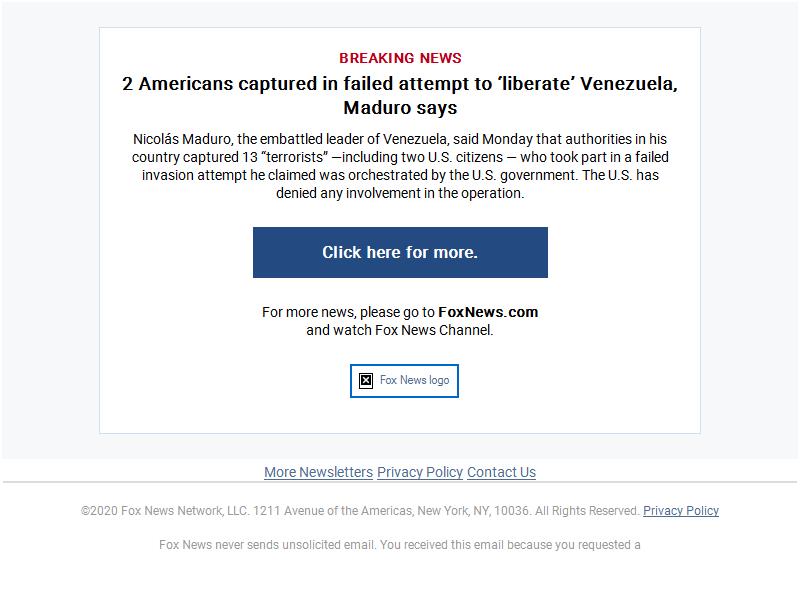 BREAKING NEWS
2 Americans captured in failed attempt to ‘liberate’ Venezuela,
Maduro says
Nicolás Maduro, the embattled leader of Venezuela, said Monday that authorities in his
country captured 13 “terrorists” —including two U.S. citizens — who took part in a failed
invasion attempt he claimed was orchestrated by the U.S. government. The U.S. has
denied any involvement in the operation.
Click here for more.
For more news, please go to FoxNews.com
and watch Fox News Channel.
Fox News logo
More Newsletters Privacy Policy Contact Us
©2020 Fox News Network, LLC. 1211 Avenue of the Americas, New York, NY, 10036. All Rights Reserved. Privacy Policy
Fox News never sends unsolicited email. You received this email because you requested a